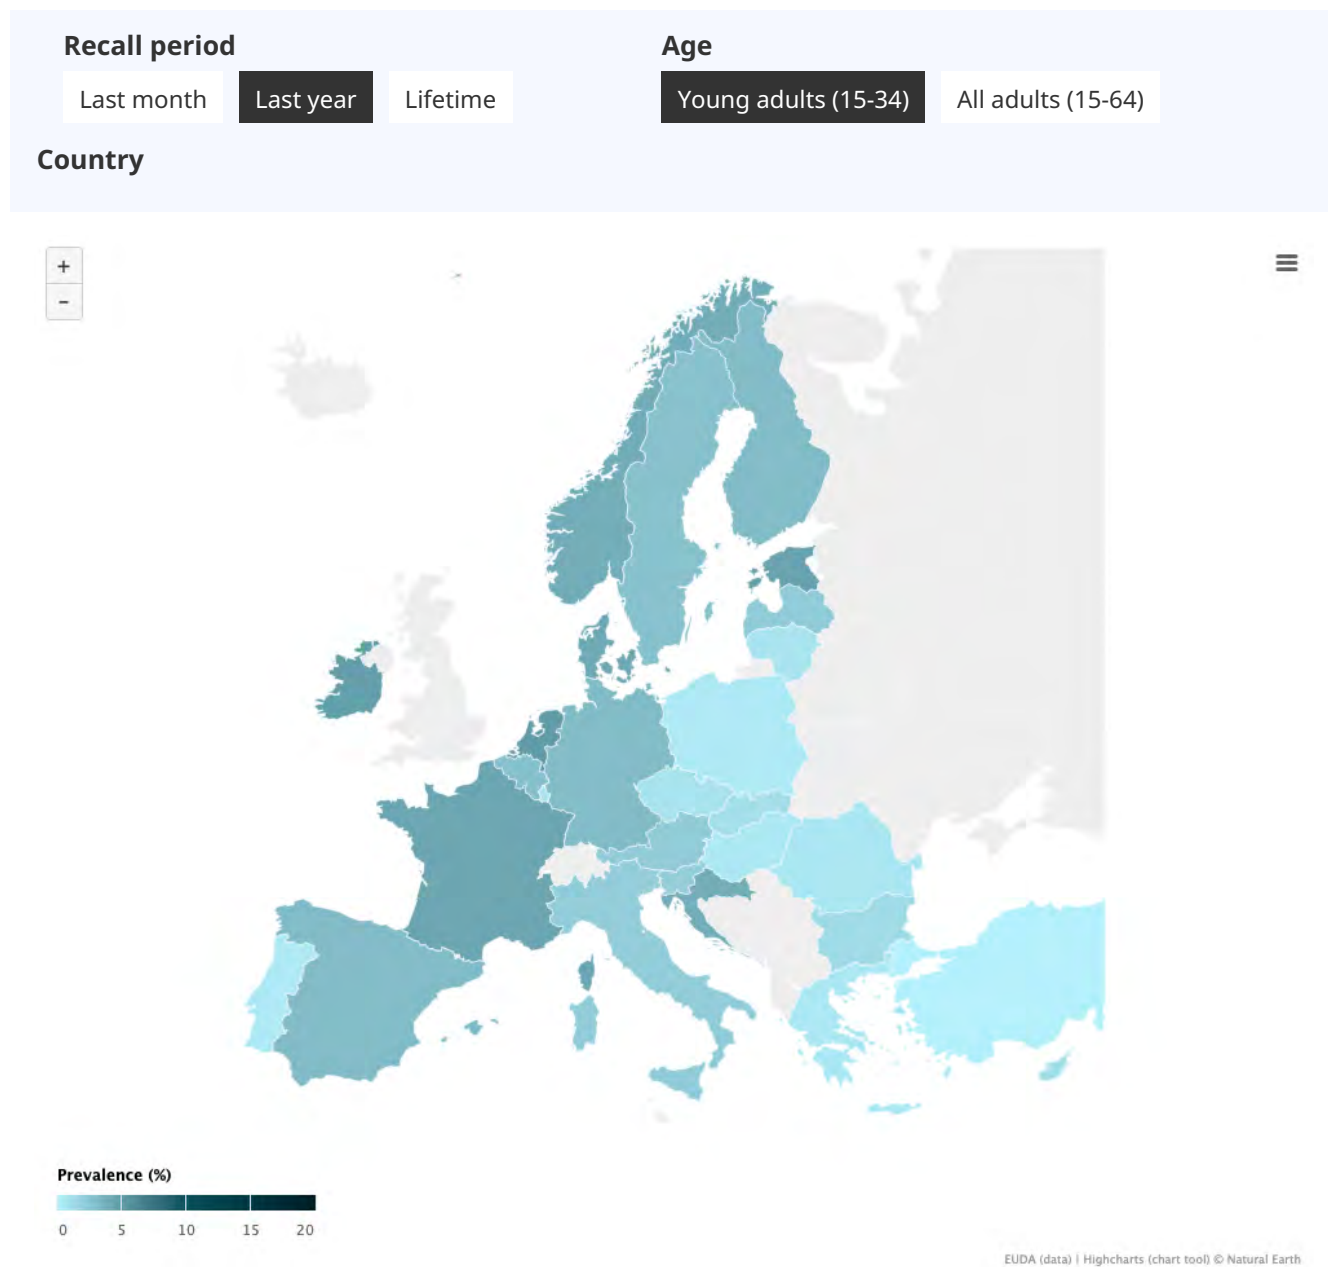 Recall period
Age
Last month
Last year
Lifetime
Young adults (15-34)
All adults (15-64)
Country
+
-
Prevalence (%)
0 5 10 15 20
EUDA (data) | Highcharts (chart tool) © Natural Earth